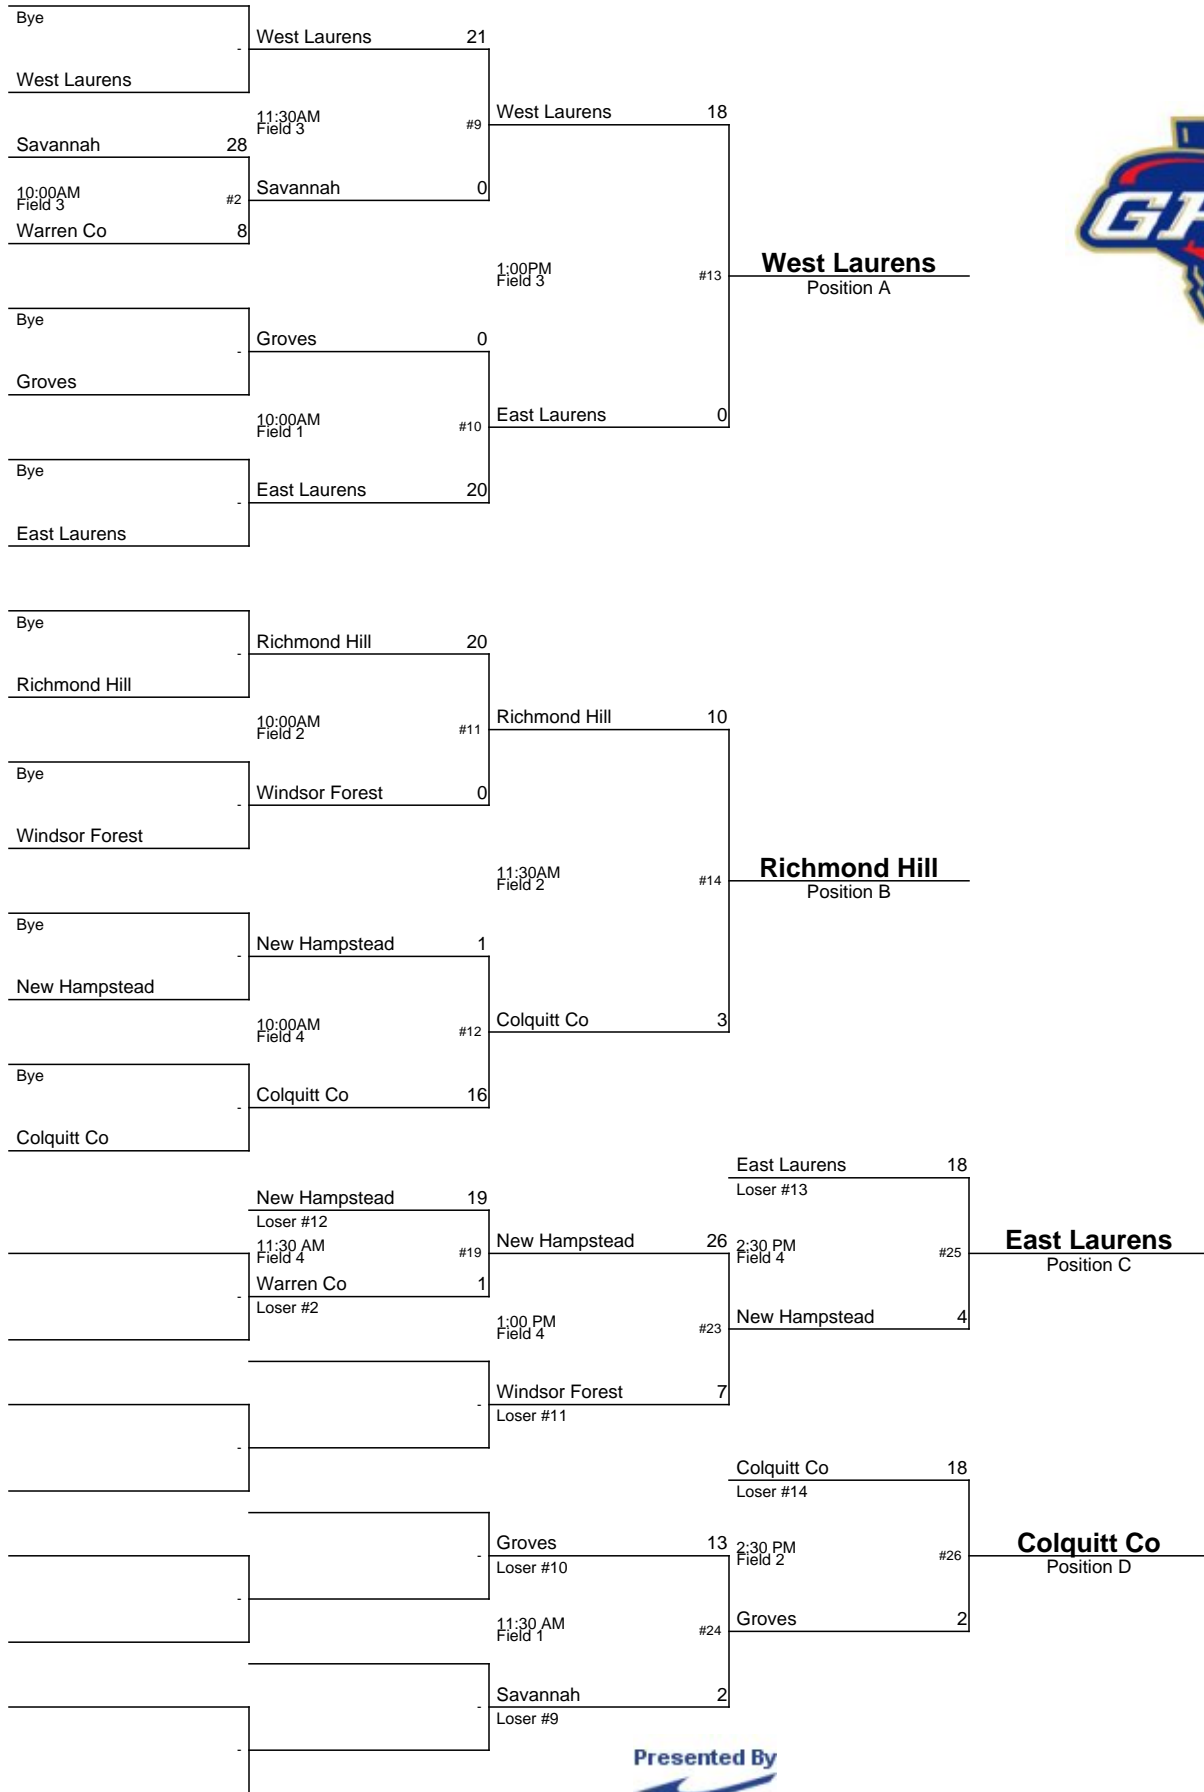 Bye
West Laurens 21
-
West Laurens
11:30AM
Field 3
#9
West Laurens 18
Savannah 28
10:00AM
Field 3
#2
Savannah 0
Warren Co 8
1:00PM
Field 3
#13
West Laurens
Position A
Bye
Groves 0
-
Groves
10:00AM
Field 1
#10
East Laurens 0
Bye
East Laurens 20
-
East Laurens
Bye
Richmond Hill 20
-
Richmond Hill
10:00AM
Field 2
#11
Richmond Hill 10
Bye
Windsor Forest 0
-
Windsor Forest
11:30AM
Field 2
#14
Richmond Hill
Position B
Bye
New Hampstead 1
-
New Hampstead
10:00AM
Field 4
#12
Colquitt Co 3
Bye
Colquitt Co 16
-
Colquitt Co
East Laurens 18
Loser #13
New Hampstead 19
Loser #12
11:30 AM
Field 4
#19
New Hampstead 26
2:30 PM
Field 4
#25
East Laurens
Position C
-
Warren Co 1
Loser #2
1:00 PM
Field 4
#23
New Hampstead 4
-
Windsor Forest 7
Loser #11
-
Colquitt Co 18
Loser #14
-
Groves 13
Loser #10
2:30 PM
Field 2
#26
Colquitt Co
Position D
-
11:30 AM
Field 1
#24
Groves 2
-
Savannah 2
Loser #9
-
Presented By